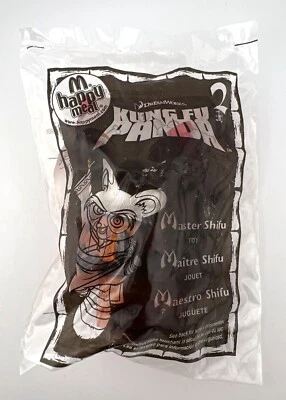 M
happy
meal
DREAMWORKS
KUNG FU
PANDA
2
Master Shifu
TOY
Maître Shifu
JOUET
Maestro Shifu
JUGUETE